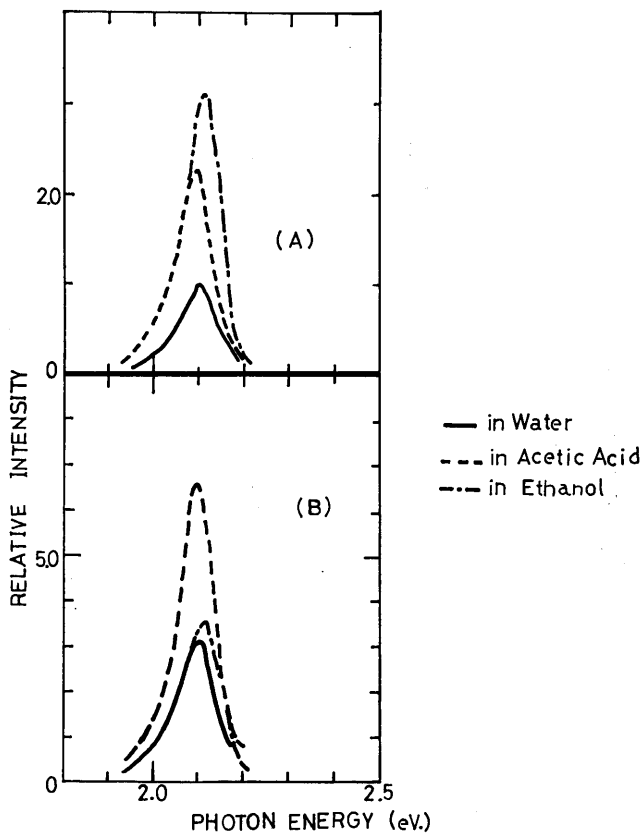 2.0
(A)
0
RELATIVE INTENSITY
in Water
in Acetic Acid
in Ethanol
(B)
5.0
0
2.0
2.5
PHOTON ENERGY (eV.)